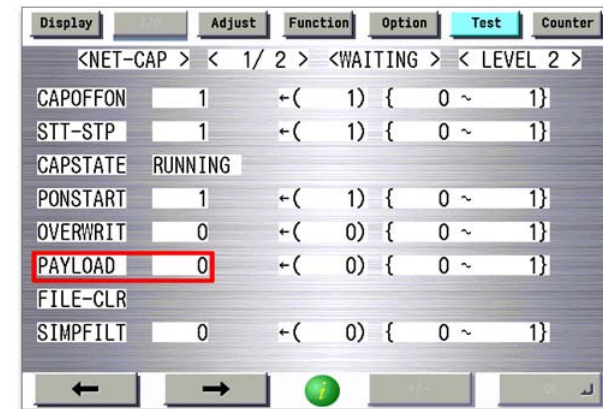 Display I/O Adjust Function Option Test Counter
<NET-CAP > < 1/ 2 > <WAITING > < LEVEL 2 >
CAPOFFON 1 ←( 1) { 0 ~ 1}
STT-STP 1 ←( 1) { 0 ~ 1}
CAPSTATE RUNNING
PONSTART 1 ←( 1) { 0 ~ 1}
OVERWRIT 0 ←( 0) { 0 ~ 1}
PAYLOAD 0 ←( 0) { 0 ~ 1}
FILE-CLR
SIMPFILT 0 ←( 0) { 0 ~ 1}
← → i +/- OK ↵